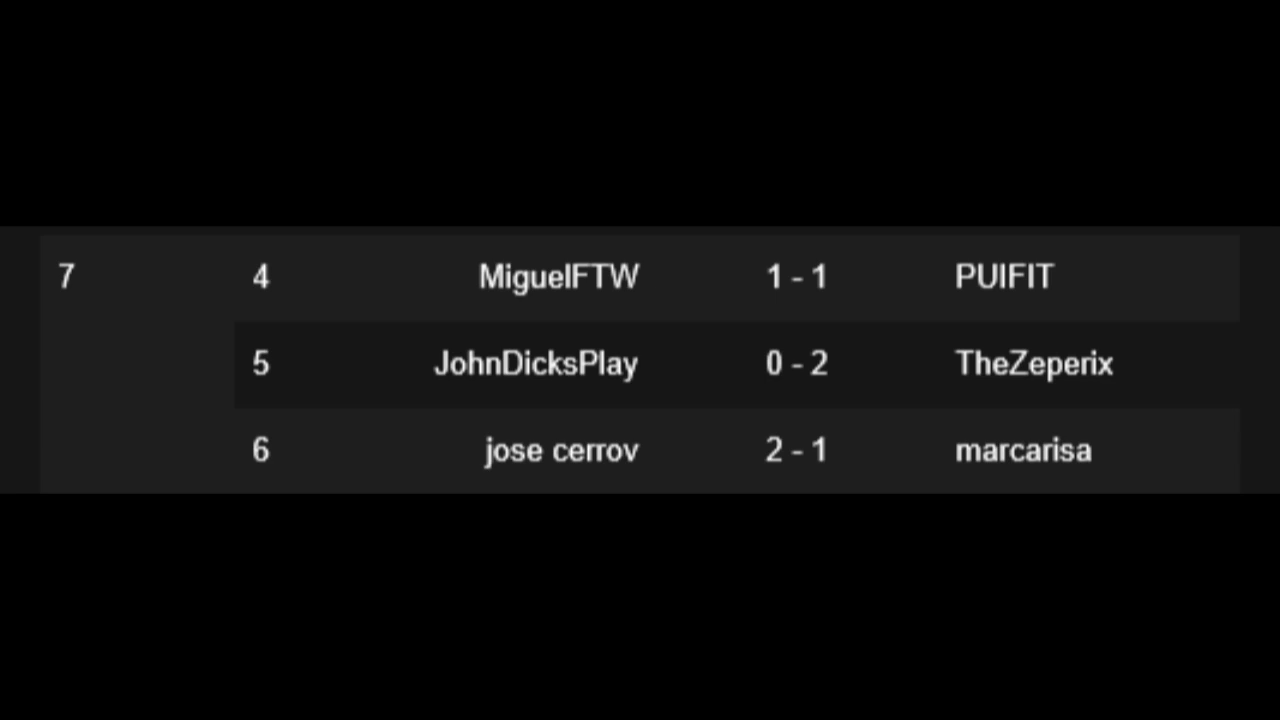 7 4 MiguelFTW 1 - 1 PUIFIT
5 JohnDicksPlay 0 - 2 TheZeperix
6 jose cerrov 2 - 1 marcarisa